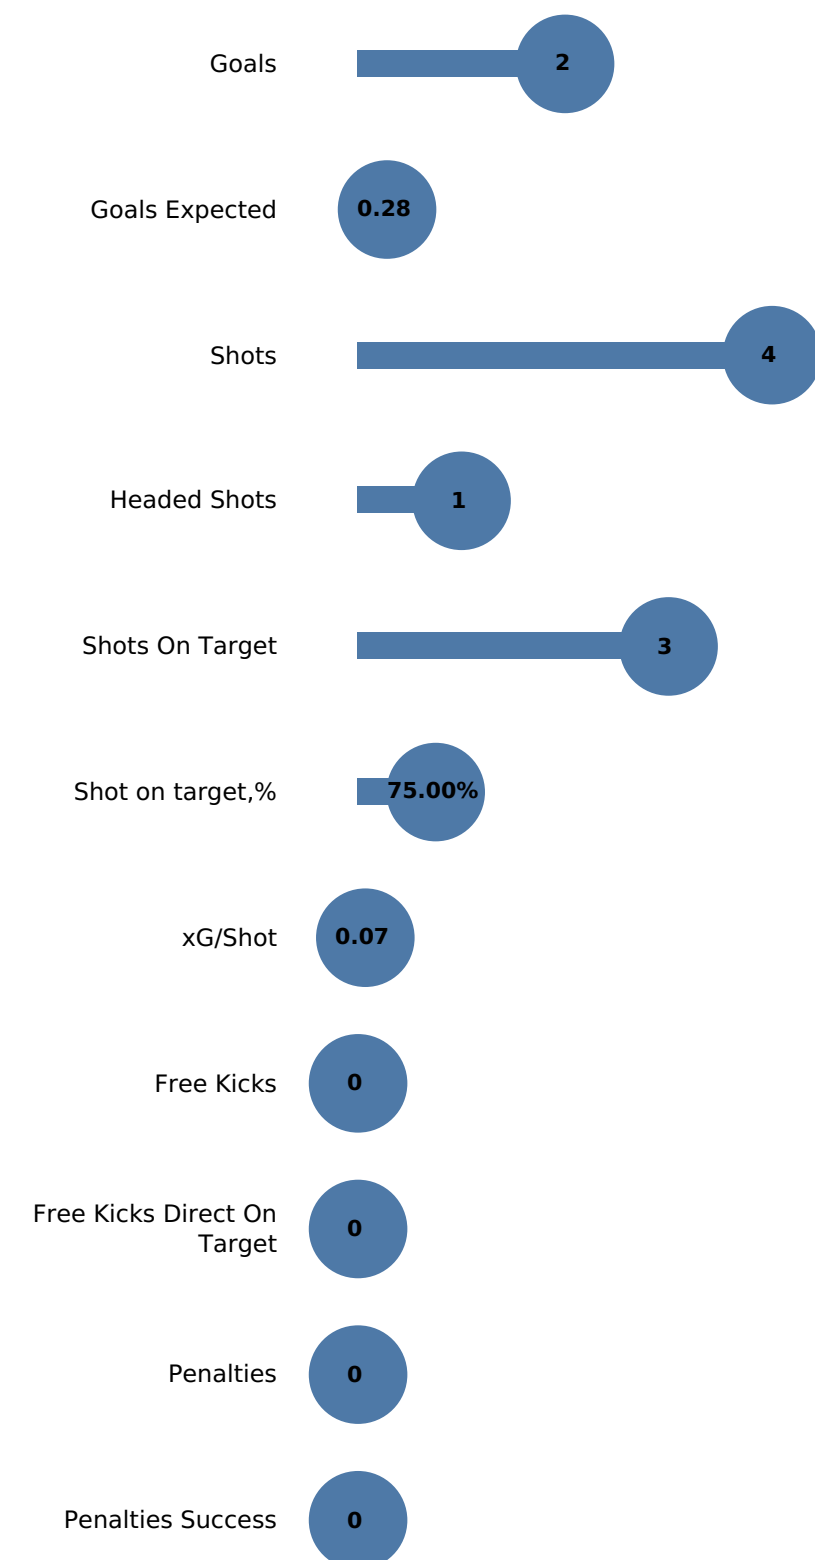 Goals
2
Goals Expected
0.28
Shots
4
Headed Shots
1
Shots On Target
3
Shot on target,%
75.00%
xG/Shot
0.07
Free Kicks
0
Free Kicks Direct On
Target
0
Penalties
0
Penalties Success
0